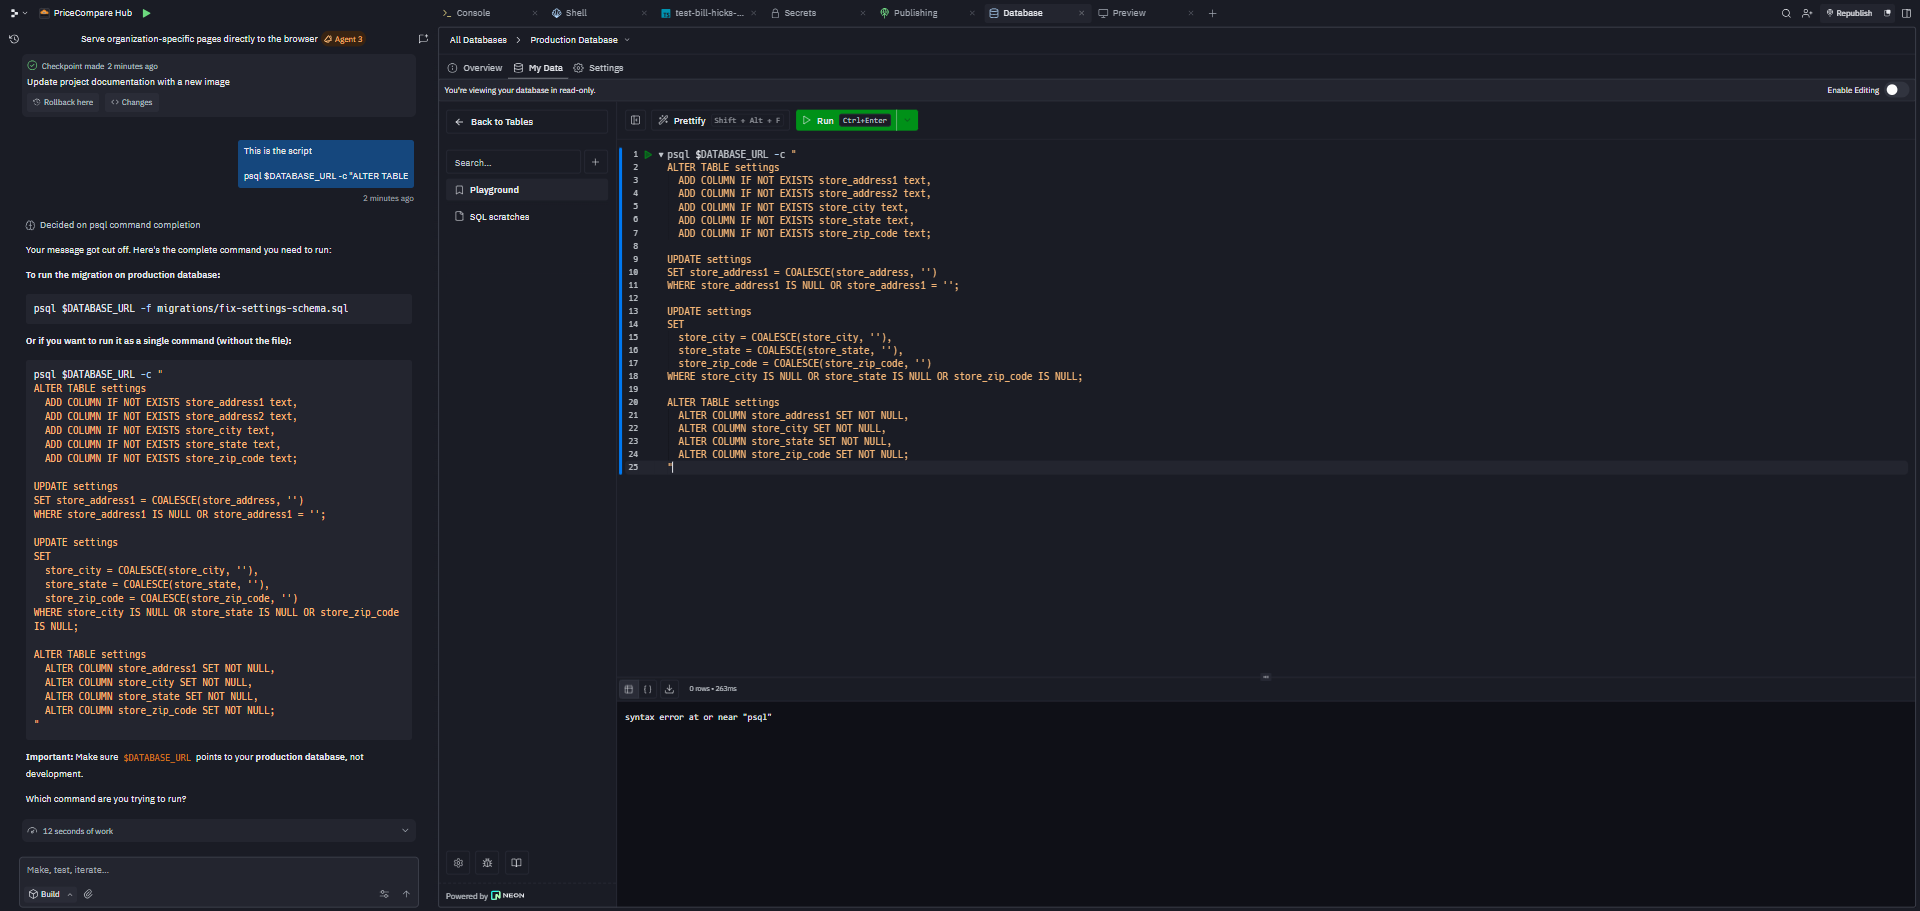 PriceCompare Hub
Console
Shell
test-bill-hicks-...
Secrets
Publishing
Database
Preview
Republish
Serve organization-specific pages directly to the browser
Agent 3
Checkpoint made 2 minutes ago
Update project documentation with a new image
Rollback here
Changes
This is the script
psql $DATABASE_URL -c "ALTER TABLE
2 minutes ago
Decided on psql command completion
Your message got cut off. Here's the complete command you need to run:
To run the migration on production database:
psql $DATABASE_URL -f migrations/fix-settings-schema.sql
Or if you want to run it as a single command (without the file):
psql $DATABASE_URL -c "
ALTER TABLE settings
ADD COLUMN IF NOT EXISTS store_address1 text,
ADD COLUMN IF NOT EXISTS store_address2 text,
ADD COLUMN IF NOT EXISTS store_city text,
ADD COLUMN IF NOT EXISTS store_state text,
ADD COLUMN IF NOT EXISTS store_zip_code text;
UPDATE settings
SET store_address1 = COALESCE(store_address, '')
WHERE store_address1 IS NULL OR store_address1 = '';
UPDATE settings
SET
store_city = COALESCE(store_city, ''),
store_state = COALESCE(store_state, ''),
store_zip_code = COALESCE(store_zip_code, '')
WHERE store_city IS NULL OR store_state IS NULL OR store_zip_code
IS NULL;
ALTER TABLE settings
ALTER COLUMN store_address1 SET NOT NULL,
ALTER COLUMN store_city SET NOT NULL,
ALTER COLUMN store_state SET NOT NULL,
ALTER COLUMN store_zip_code SET NOT NULL;
"
Important: Make sure $DATABASE_URL points to your production database, not
development.
Which command are you trying to run?
12 seconds of work
Make, test, iterate...
Build
All Databases > Production Database
Overview
My Data
Settings
You're viewing your database in read-only.
Enable Editing
Back to Tables
Search...
Playground
SQL scratches
Powered by NEON
Prettify Shift + Alt + F
Run Ctrl+Enter
1 psql $DATABASE_URL -c "
2 ALTER TABLE settings
3 ADD COLUMN IF NOT EXISTS store_address1 text,
4 ADD COLUMN IF NOT EXISTS store_address2 text,
5 ADD COLUMN IF NOT EXISTS store_city text,
6 ADD COLUMN IF NOT EXISTS store_state text,
7 ADD COLUMN IF NOT EXISTS store_zip_code text;
8
9 UPDATE settings
10 SET store_address1 = COALESCE(store_address, '')
11 WHERE store_address1 IS NULL OR store_address1 = '';
12
13 UPDATE settings
14 SET
15 store_city = COALESCE(store_city, ''),
16 store_state = COALESCE(store_state, ''),
17 store_zip_code = COALESCE(store_zip_code, '')
18 WHERE store_city IS NULL OR store_state IS NULL OR store_zip_code IS NULL;
19
20 ALTER TABLE settings
21 ALTER COLUMN store_address1 SET NOT NULL,
22 ALTER COLUMN store_city SET NOT NULL,
23 ALTER COLUMN store_state SET NOT NULL,
24 ALTER COLUMN store_zip_code SET NOT NULL;
25 "
0 rows • 263ms
syntax error at or near "psql"